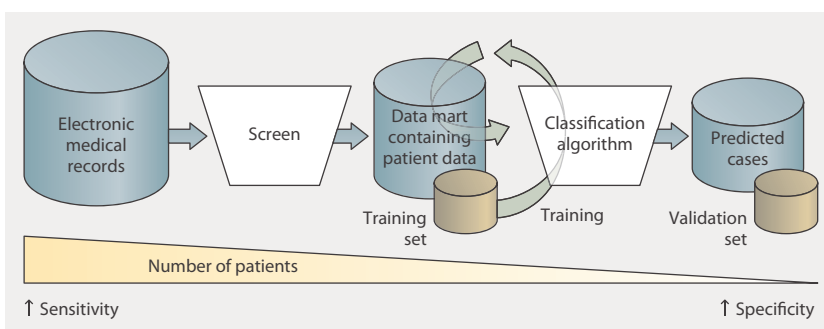 Electronic
medical
records
Screen
Data mart
containing
patient data
Classification
algorithm
Predicted
cases
Training
set
Training
Validation
set
Number of patients
↑ Sensitivity
↑ Specificity